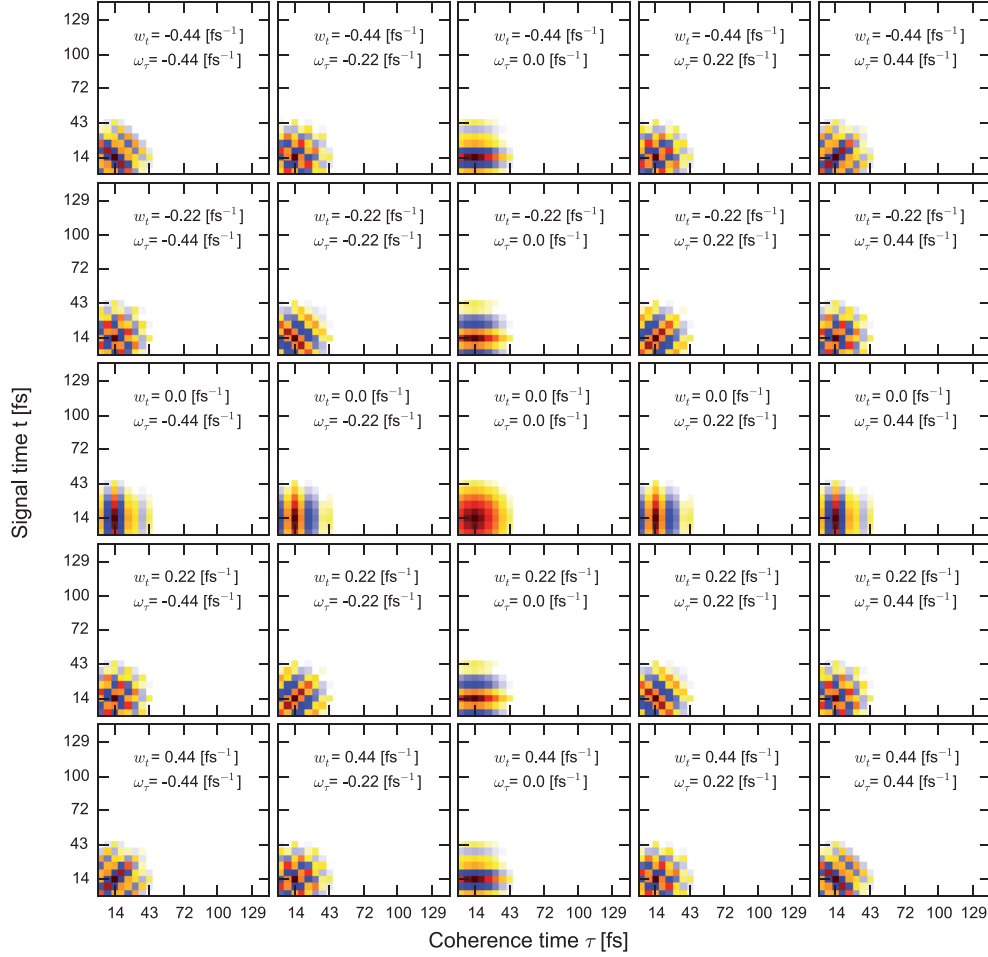 129
100
72
43
14
w_t = -0.44 [fs⁻¹]
ω_τ = -0.44 [fs⁻¹]
w_t = -0.44 [fs⁻¹]
ω_τ = -0.22 [fs⁻¹]
w_t = -0.44 [fs⁻¹]
ω_τ = 0.0 [fs⁻¹]
w_t = -0.44 [fs⁻¹]
ω_τ = 0.22 [fs⁻¹]
w_t = -0.44 [fs⁻¹]
ω_τ = 0.44 [fs⁻¹]
129
100
72
43
14
w_t = -0.22 [fs⁻¹]
ω_τ = -0.44 [fs⁻¹]
w_t = -0.22 [fs⁻¹]
ω_τ = -0.22 [fs⁻¹]
w_t = -0.22 [fs⁻¹]
ω_τ = 0.0 [fs⁻¹]
w_t = -0.22 [fs⁻¹]
ω_τ = 0.22 [fs⁻¹]
w_t = -0.22 [fs⁻¹]
ω_τ = 0.44 [fs⁻¹]
Signal time t [fs]
129
100
72
43
14
w_t = 0.0 [fs⁻¹]
ω_τ = -0.44 [fs⁻¹]
w_t = 0.0 [fs⁻¹]
ω_τ = -0.22 [fs⁻¹]
w_t = 0.0 [fs⁻¹]
ω_τ = 0.0 [fs⁻¹]
w_t = 0.0 [fs⁻¹]
ω_τ = 0.22 [fs⁻¹]
w_t = 0.0 [fs⁻¹]
ω_τ = 0.44 [fs⁻¹]
129
100
72
43
14
w_t = 0.22 [fs⁻¹]
ω_τ = -0.44 [fs⁻¹]
w_t = 0.22 [fs⁻¹]
ω_τ = -0.22 [fs⁻¹]
w_t = 0.22 [fs⁻¹]
ω_τ = 0.0 [fs⁻¹]
w_t = 0.22 [fs⁻¹]
ω_τ = 0.22 [fs⁻¹]
w_t = 0.22 [fs⁻¹]
ω_τ = 0.44 [fs⁻¹]
129
100
72
43
14
w_t = 0.44 [fs⁻¹]
ω_τ = -0.44 [fs⁻¹]
w_t = 0.44 [fs⁻¹]
ω_τ = -0.22 [fs⁻¹]
w_t = 0.44 [fs⁻¹]
ω_τ = 0.0 [fs⁻¹]
w_t = 0.44 [fs⁻¹]
ω_τ = 0.22 [fs⁻¹]
w_t = 0.44 [fs⁻¹]
ω_τ = 0.44 [fs⁻¹]
14 43 72 100 129 14 43 72 100 129 14 43 72 100 129 14 43 72 100 129 14 43 72 100 129
Coherence time τ [fs]